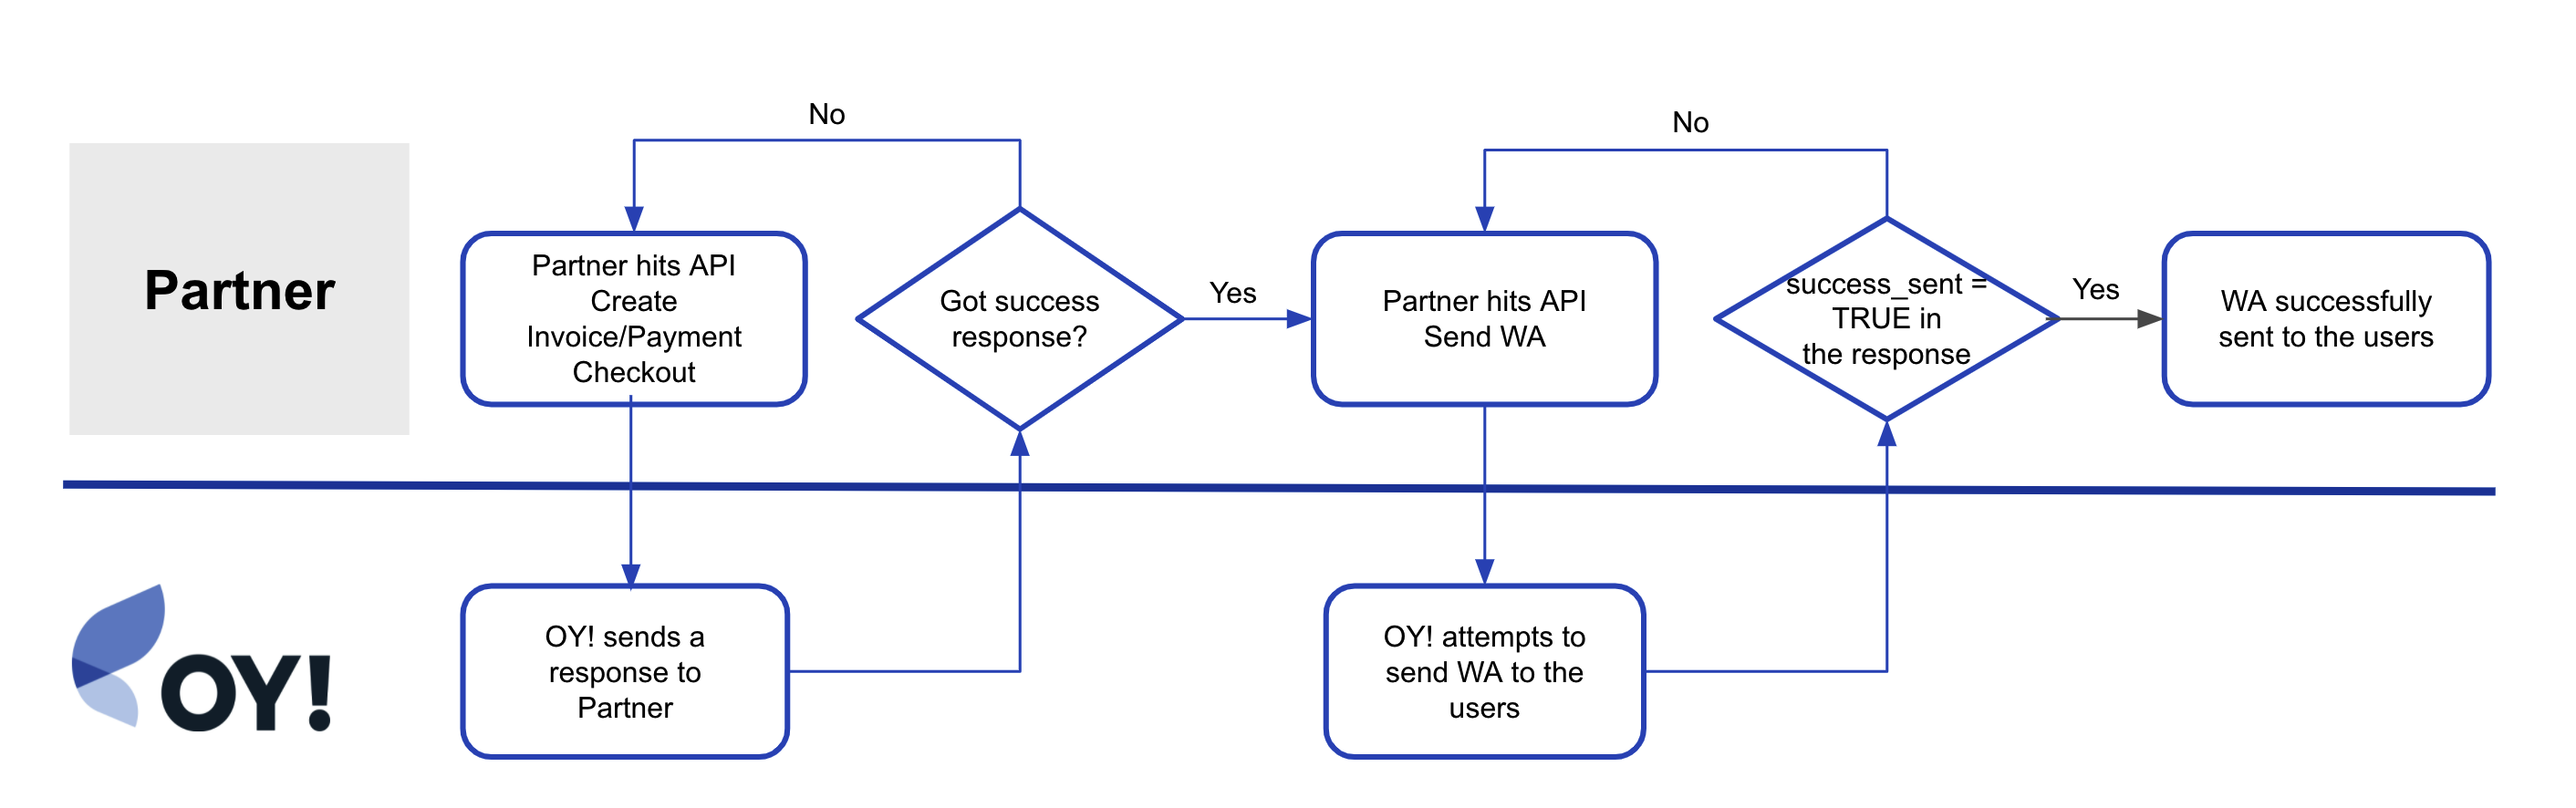 No
No
Partner
Partner hits API
Create
Invoice/Payment
Checkout
Got success
response?
Yes
Partner hits API
Send WA
success_sent =
TRUE in
the response
Yes
WA successfully
sent to the users
OY!
OY! sends a
response to
Partner
OY! attempts to
send WA to the
users